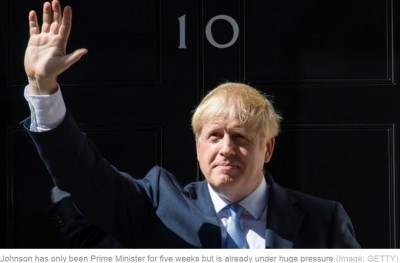 10
Johnson has only been Prime Minister for five weeks but is already under huge pressure (Image: GETTY)